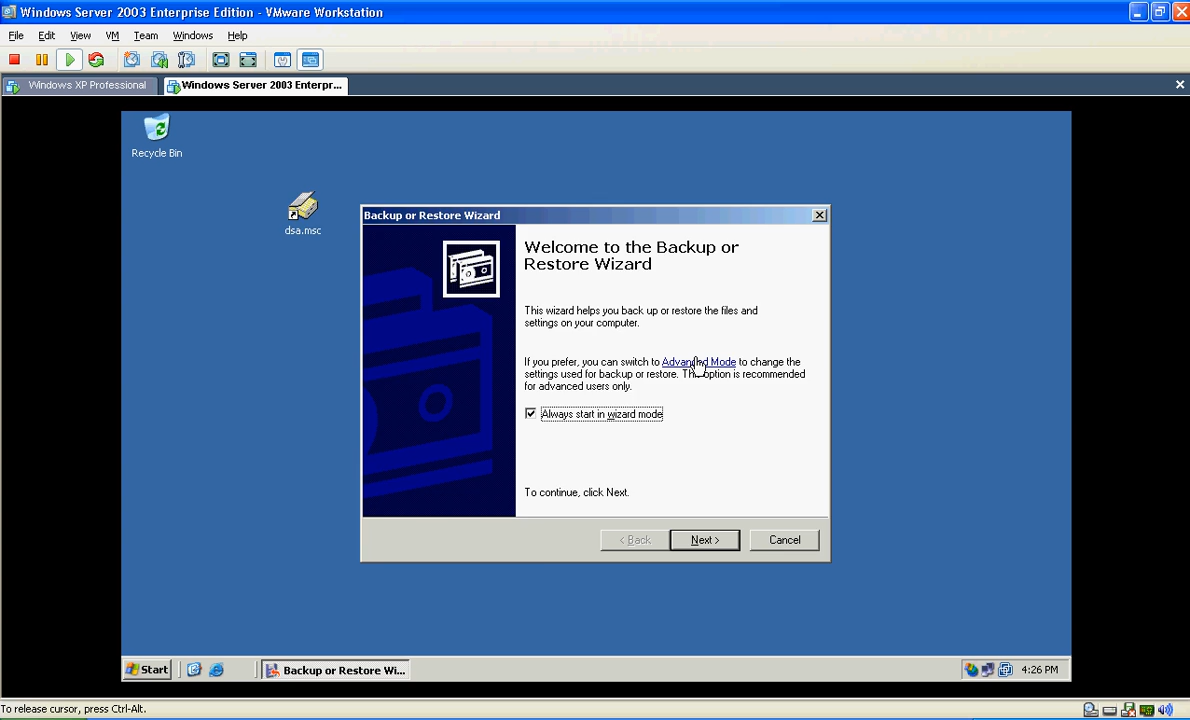 Windows Server 2003 Enterprise Edition - VMware Workstation
File Edit View VM Team Windows Help
Windows XP Professional Windows Server 2003 Enterpr...
Recycle Bin
dsa.msc
Backup or Restore Wizard
Welcome to the Backup or
Restore Wizard
This wizard helps you back up or restore the files and
settings on your computer.
If you prefer, you can switch to Advanced Mode to change the
settings used for backup or restore. This option is recommended
for advanced users only.
Always start in wizard mode
To continue, click Next.
< Back Next > Cancel
Start Backup or Restore Wi... 4:26 PM
To release cursor, press Ctrl-Alt.